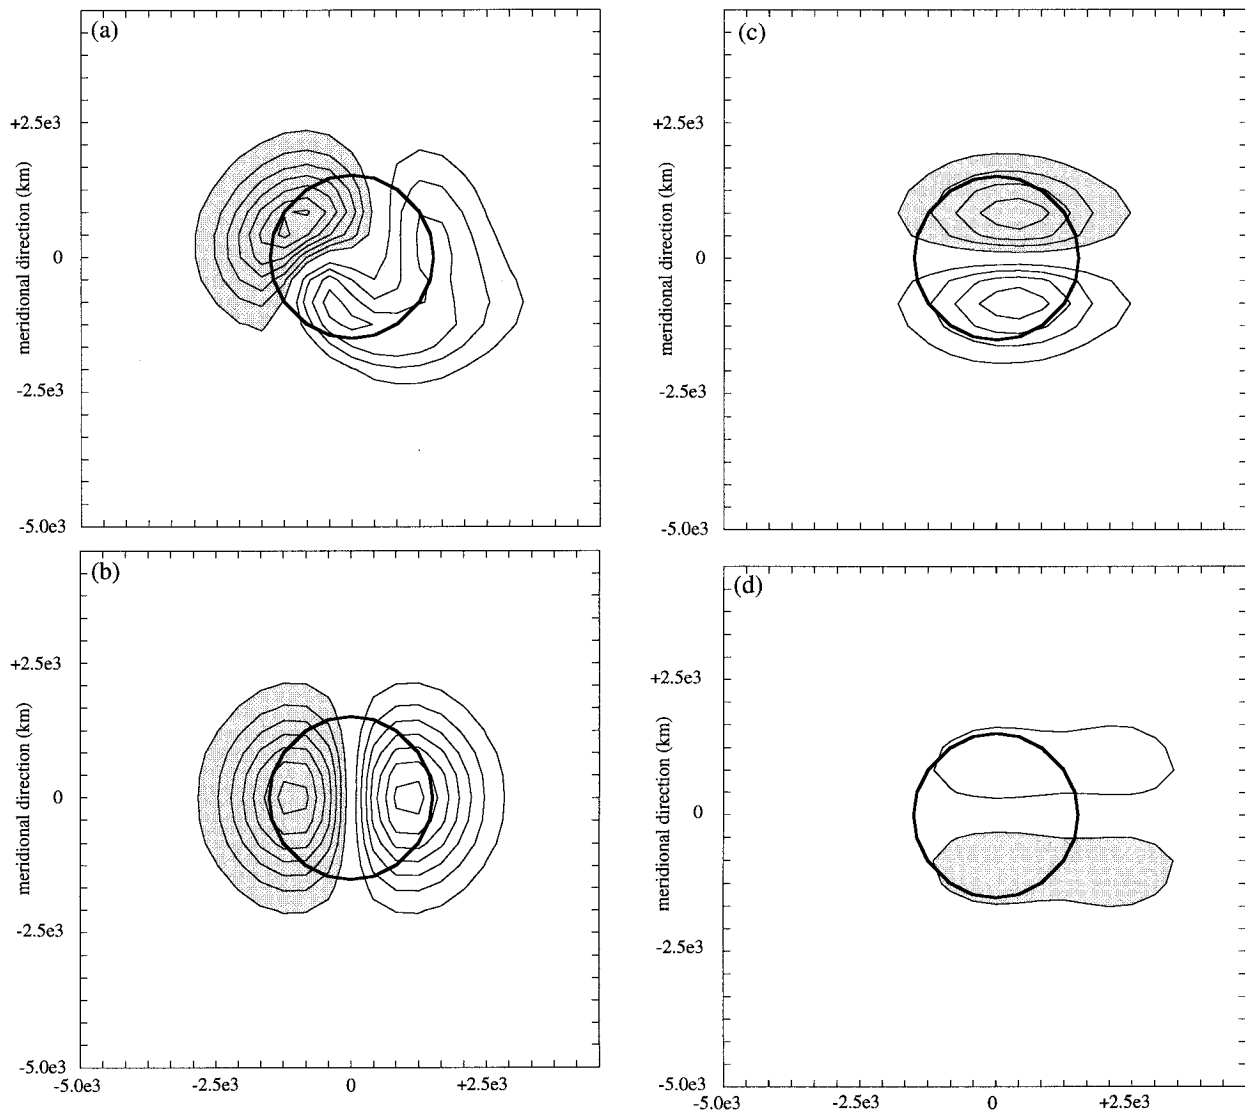 (a)
+2.5e3
meridional direction (km)
0
-2.5e3
-5.0e3
(b)
+2.5e3
meridional direction (km)
0
-2.5e3
-5.0e3
-5.0e3 -2.5e3 0 +2.5e3
(c)
+2.5e3
meridional direction (km)
0
-2.5e3
-5.0e3
(d)
+2.5e3
meridional direction (km)
0
-2.5e3
-5.0e3
-5.0e3 -2.5e3 0 +2.5e3